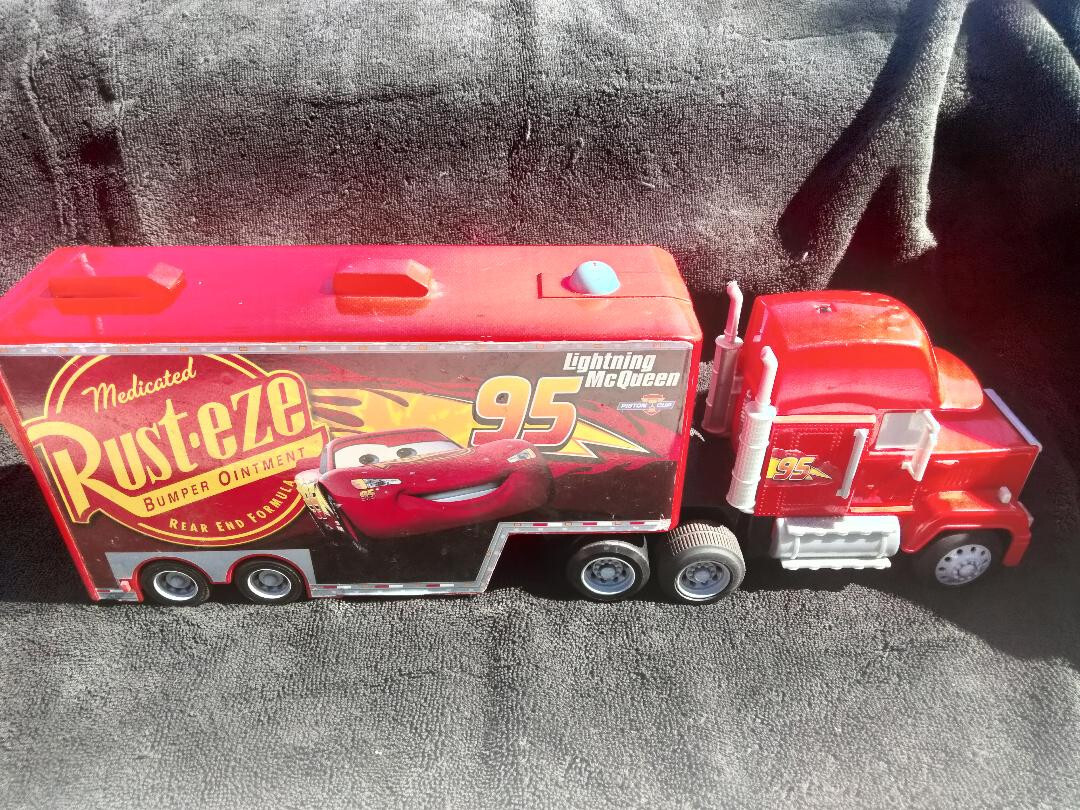 Medicated
Rust-eze
BUMPER OINTMENT
REAR END FORMULA
Lightning
McQueen
95
PISTON CUP
95